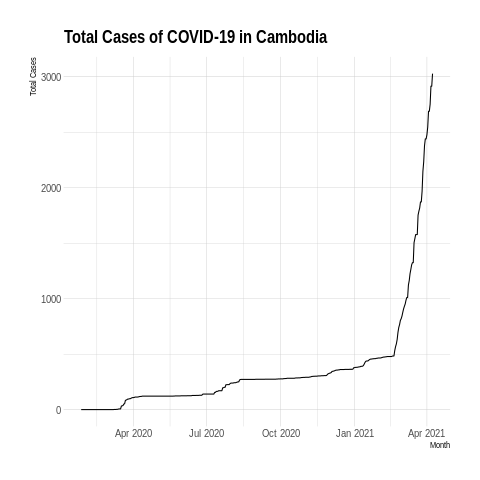 Total Cases of COVID-19 in Cambodia
Total Cases
3000
2000
1000
0
Apr 2020 Jul 2020 Oct 2020 Jan 2021 Apr 2021
Month